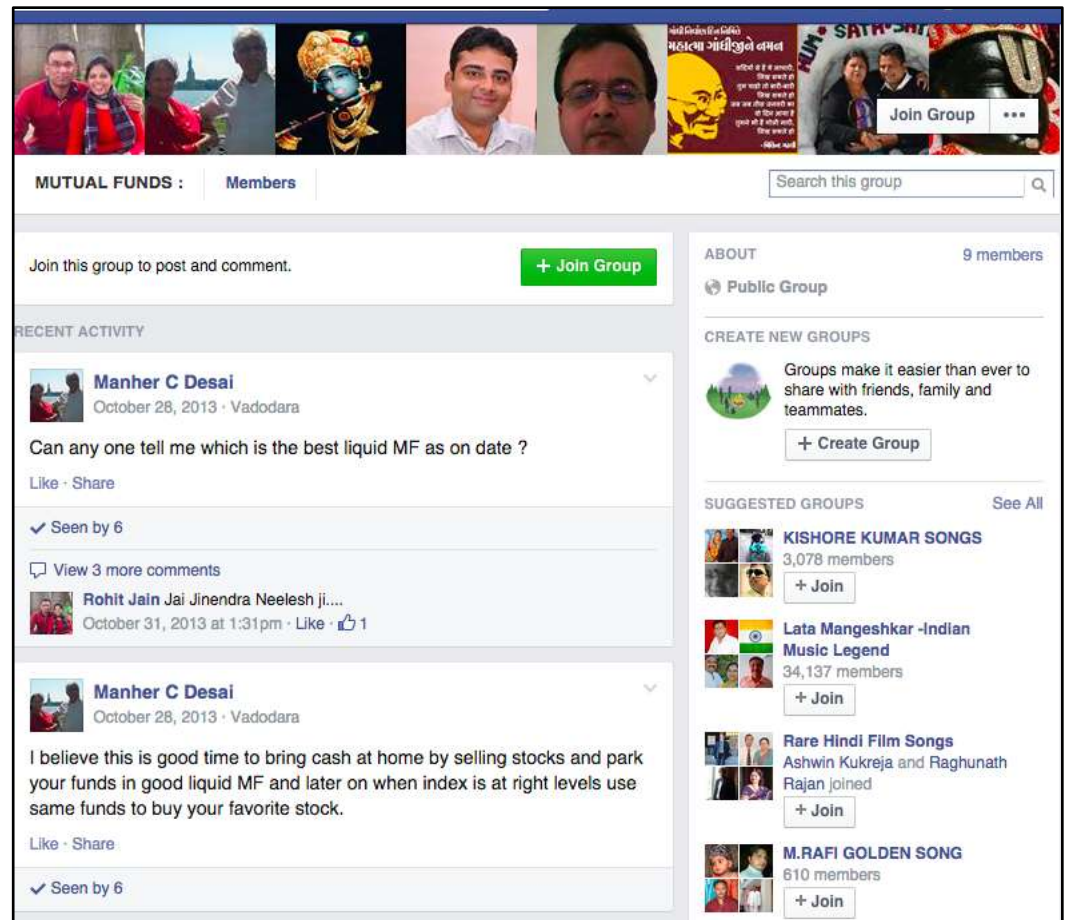 गांधी निर्वाण दिन निमित्ते
महात्मा गांधीजीने नमन
लिख सकते हो
लिख सकते हो
लिख सकते हो
HUM * SATH-SATH
Join Group •••
MUTUAL FUNDS :
Members
Search this group
Join this group to post and comment.
+ Join Group
RECENT ACTIVITY
Manher C Desai
October 28, 2013 · Vadodara
Can any one tell me which is the best liquid MF as on date ?
Like · Share
Seen by 6
View 3 more comments
Rohit Jain Jai Jinendra Neelesh ji....
October 31, 2013 at 1:31pm · Like · 1
Manher C Desai
October 28, 2013 · Vadodara
I believe this is good time to bring cash at home by selling stocks and park
your funds in good liquid MF and later on when index is at right levels use
same funds to buy your favorite stock.
Like · Share
Seen by 6
ABOUT
9 members
Public Group
CREATE NEW GROUPS
Groups make it easier than ever to
share with friends, family and
teammates.
+ Create Group
SUGGESTED GROUPS
See All
KISHORE KUMAR SONGS
3,078 members
+ Join
Lata Mangeshkar -Indian
Music Legend
34,137 members
+ Join
Rare Hindi Film Songs
Ashwin Kukreja and Raghunath
Rajan joined
+ Join
M.RAFI GOLDEN SONG
610 members
+ Join